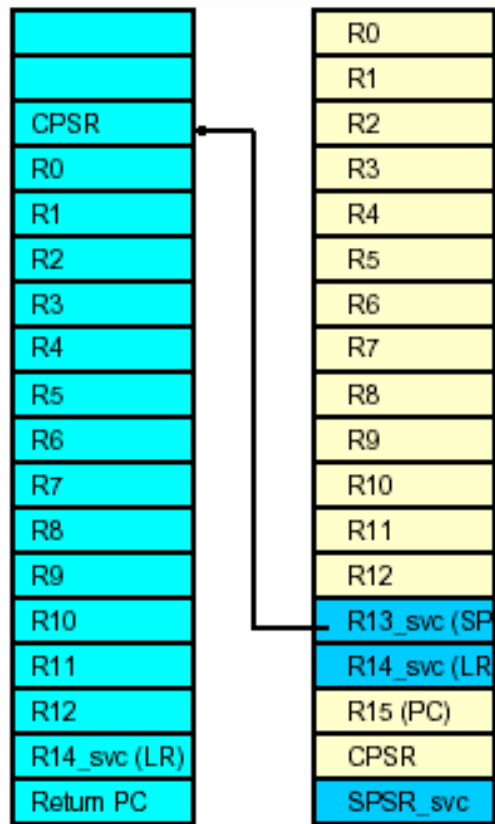 CPSR
R0
R1
R2
R3
R4
R5
R6
R7
R8
R9
R10
R11
R12
R14_svc (LR)
Return PC
R0
R1
R2
R3
R4
R5
R6
R7
R8
R9
R10
R11
R12
R13_svc (SP
R14_svc (LR
R15 (PC)
CPSR
SPSR_svc